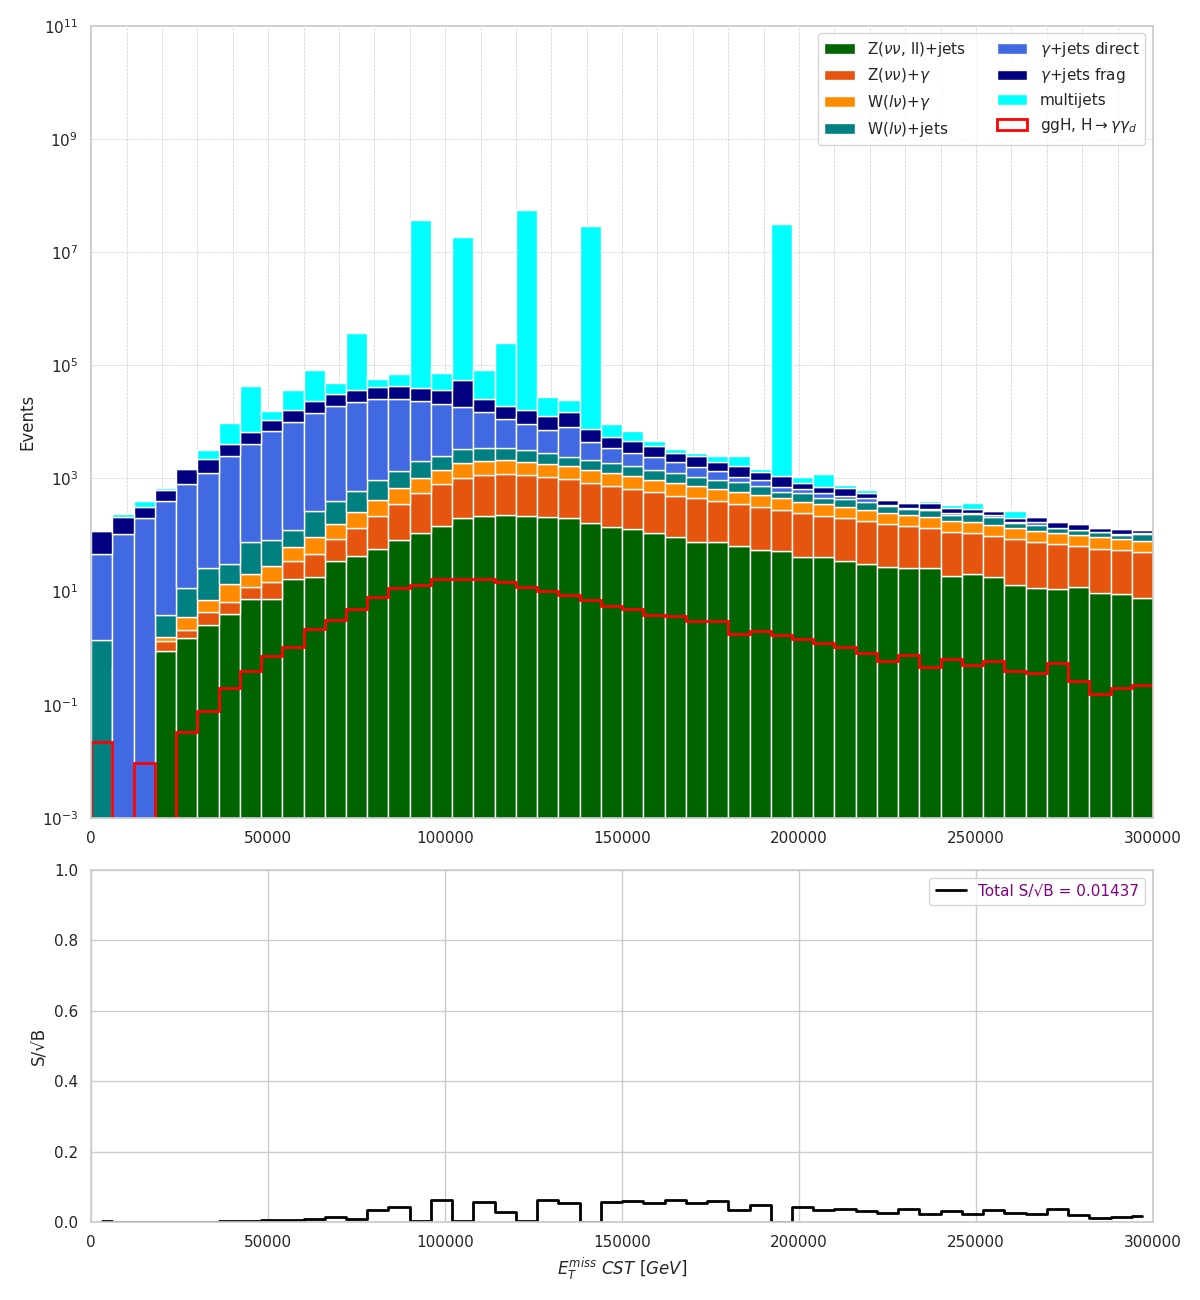 10¹¹
10⁹
10⁷
10⁵
10³
10¹
10⁻¹
10⁻³
Events
Z(νν, ll)+jets
Z(νν)+γ
W(lν)+γ
W(lν)+jets
γ+jets direct
γ+jets frag
multijets
ggH, H→γγ_d
0
50000
100000
150000
200000
250000
300000
1.0
0.8
0.6
0.4
0.2
0.0
S/√B
Total S/√B = 0.01437
0
50000
100000
150000
200000
250000
300000
E_T^miss CST [GeV]